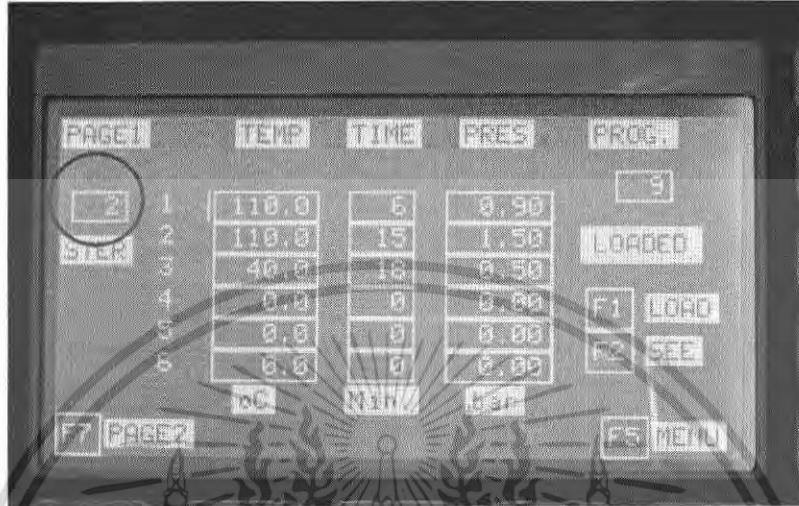 PAGE1 TEMP TIME PRES. PROG.
9
2 1 110.0 6 0.90
2 110.0 15 1.50
STER LOADED
3 40.0 18 0.50
4 0.0 0 0.00 F1 LOAD
5 0.0 0 0.00 F2 SEE
6 0.0 0 0.00
oC Min. bar
F7 PAGE2 F5 MENU